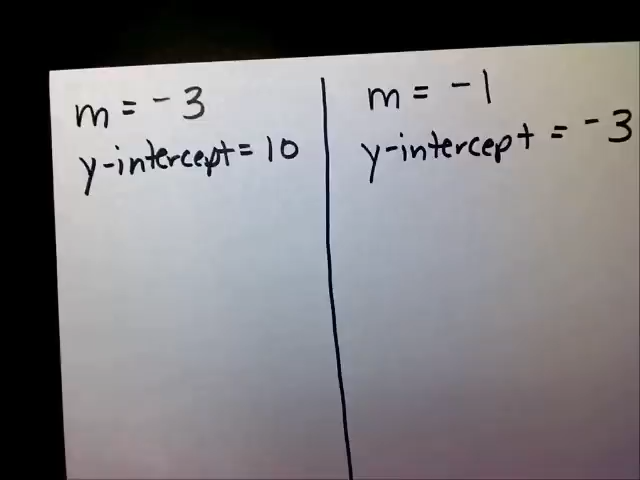 m = -3
y-intercept = 10
m = -1
y-intercept = -3